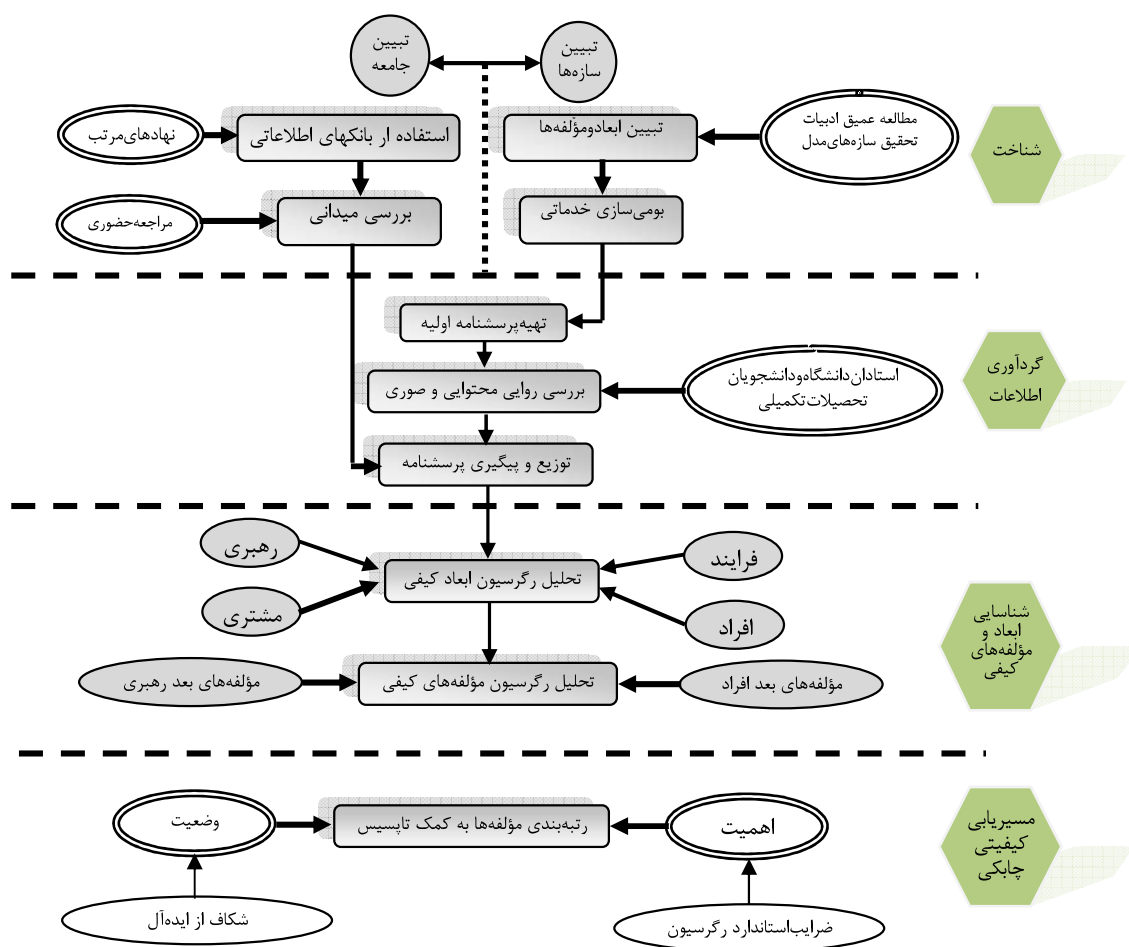 تبیین
جامعه
تبیین
سازه‌ها
نهادهای‌مرتب
استفاده ار بانکهای اطلاعاتی
تبیین ابعادومؤلفه‌ها
مطالعه عمیق ادبیات
تحقیق سازه‌های‌مدل
شناخت
مراجعه‌حضوری
بررسی میدانی
بومی‌سازی خدماتی
تهیه‌پرسشنامه اولیه
بررسی روایی محتوایی و صوری
استادان‌دانشگاه‌ودانشجویان
تحصیلات‌تکمیلی
گردآوری
اطلاعات
توزیع و پیگیری پرسشنامه
رهبری
فرایند
تحلیل رگرسیون ابعاد کیفی
مشتری
افراد
شناسایی
ابعاد و
مؤلفه‌های
کیفی
مؤلفه‌های بعد رهبری
تحلیل رگرسیون مؤلفه‌های کیفی
مؤلفه‌های بعد افراد
وضعیت
رتبه‌بندی مؤلفه‌ها به کمک تاپسیس
اهمیت
مسیریابی
کیفیتی
چابکی
شکاف از ایده‌آل
ضرایب‌استاندارد رگرسیون